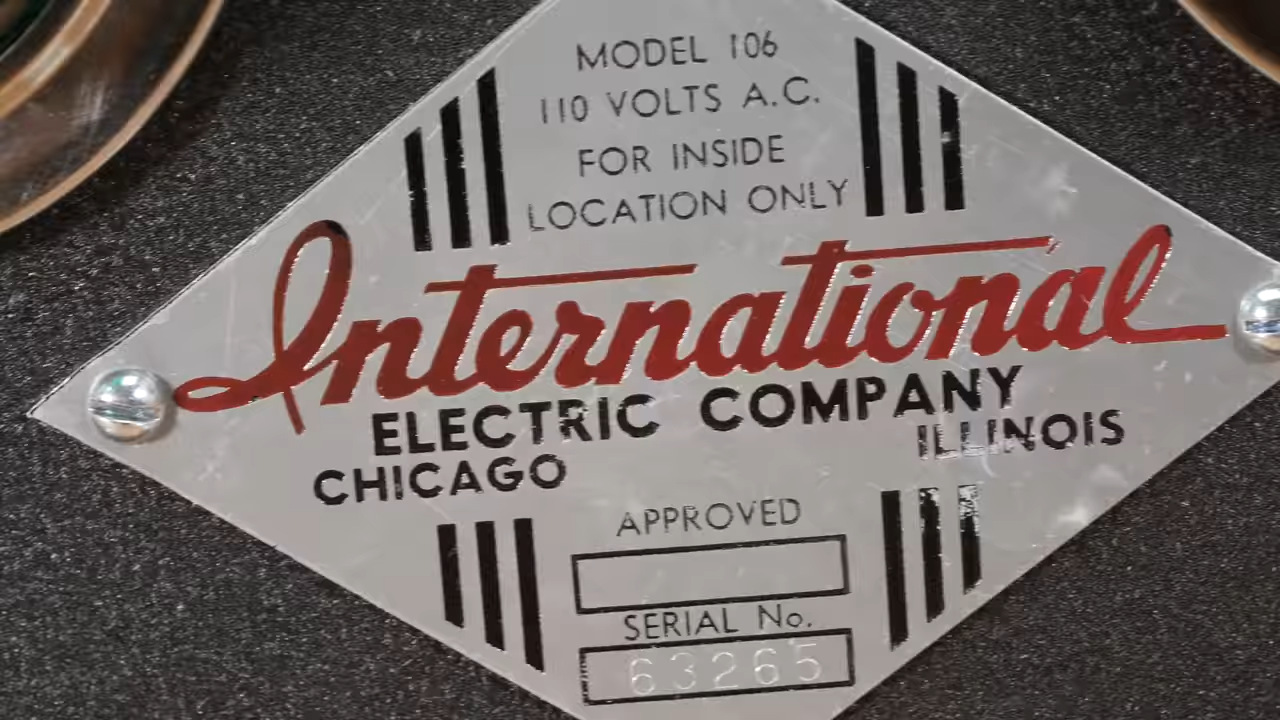 MODEL 106
110 VOLTS A.C.
FOR INSIDE
LOCATION ONLY
International
ELECTRIC COMPANY
CHICAGO ILLINOIS
APPROVED
SERIAL No.
63265